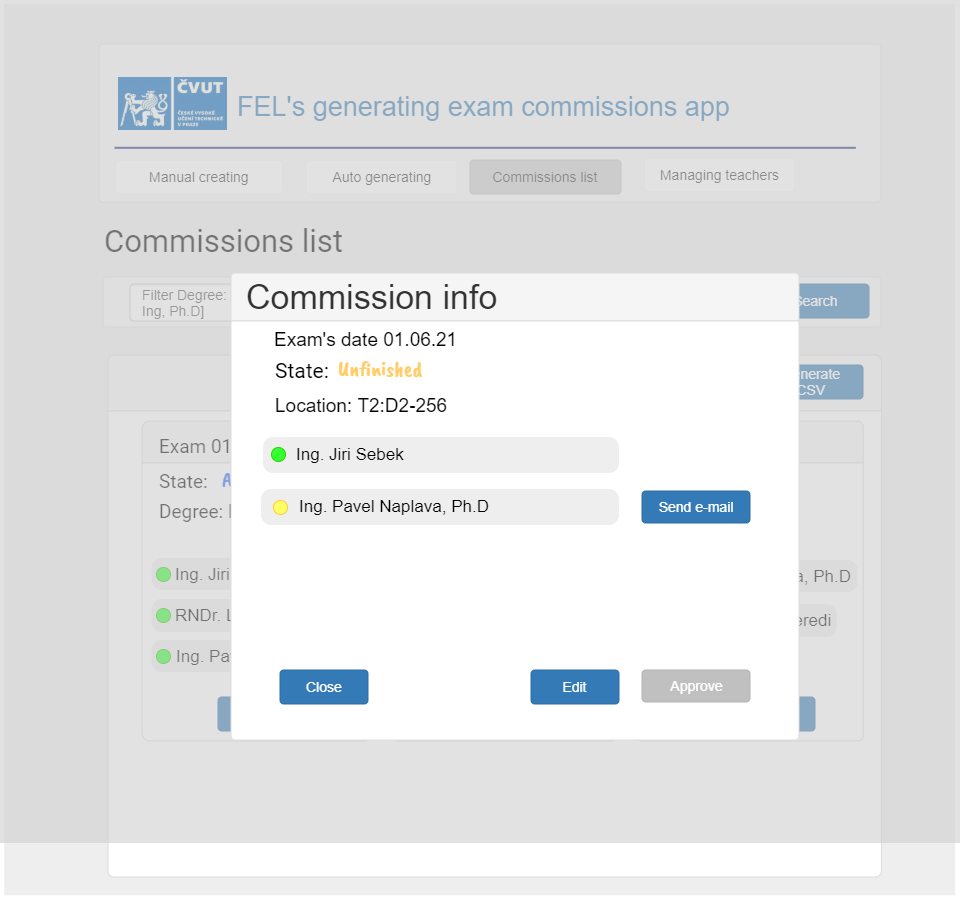 ČVUT
ČESKÉ VYSOKÉ
UČENÍ TECHNICKÉ
V PRAZE
FEL's generating exam commissions app
Manual creating
Auto generating
Commissions list
Managing teachers
Commissions list
Filter Degree:
Ing, Ph.D]
Search
Commission info
Exam's date 01.06.21
State: Unfinished
Location: T2:D2-256
Ing. Jiri Sebek
Ing. Pavel Naplava, Ph.D
Send e-mail
Close
Edit
Approve
CSV
Exam 01
State:
Degree:
Ing. Jiri
RNDr.
Ing.
Ph.D